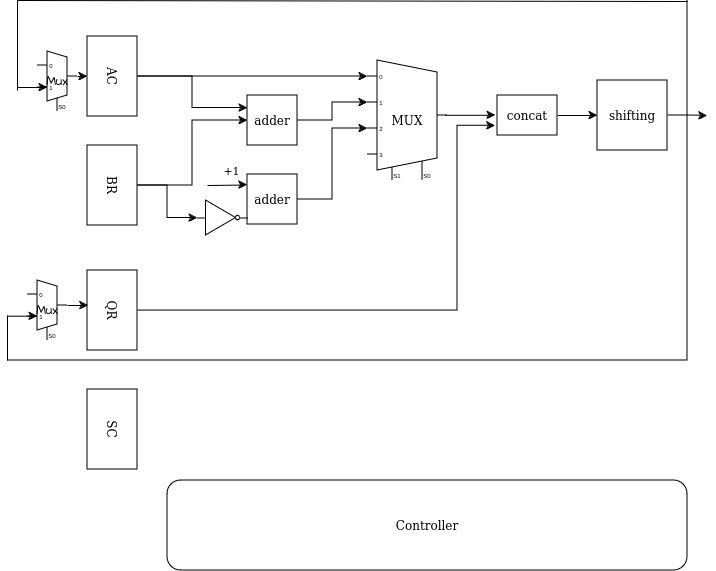 0
Mux
1
S0
AC
0
adder
1
MUX
2
3
S1
S0
concat
shifting
BR
+1
adder
0
Mux
1
S0
QR
SC
Controller